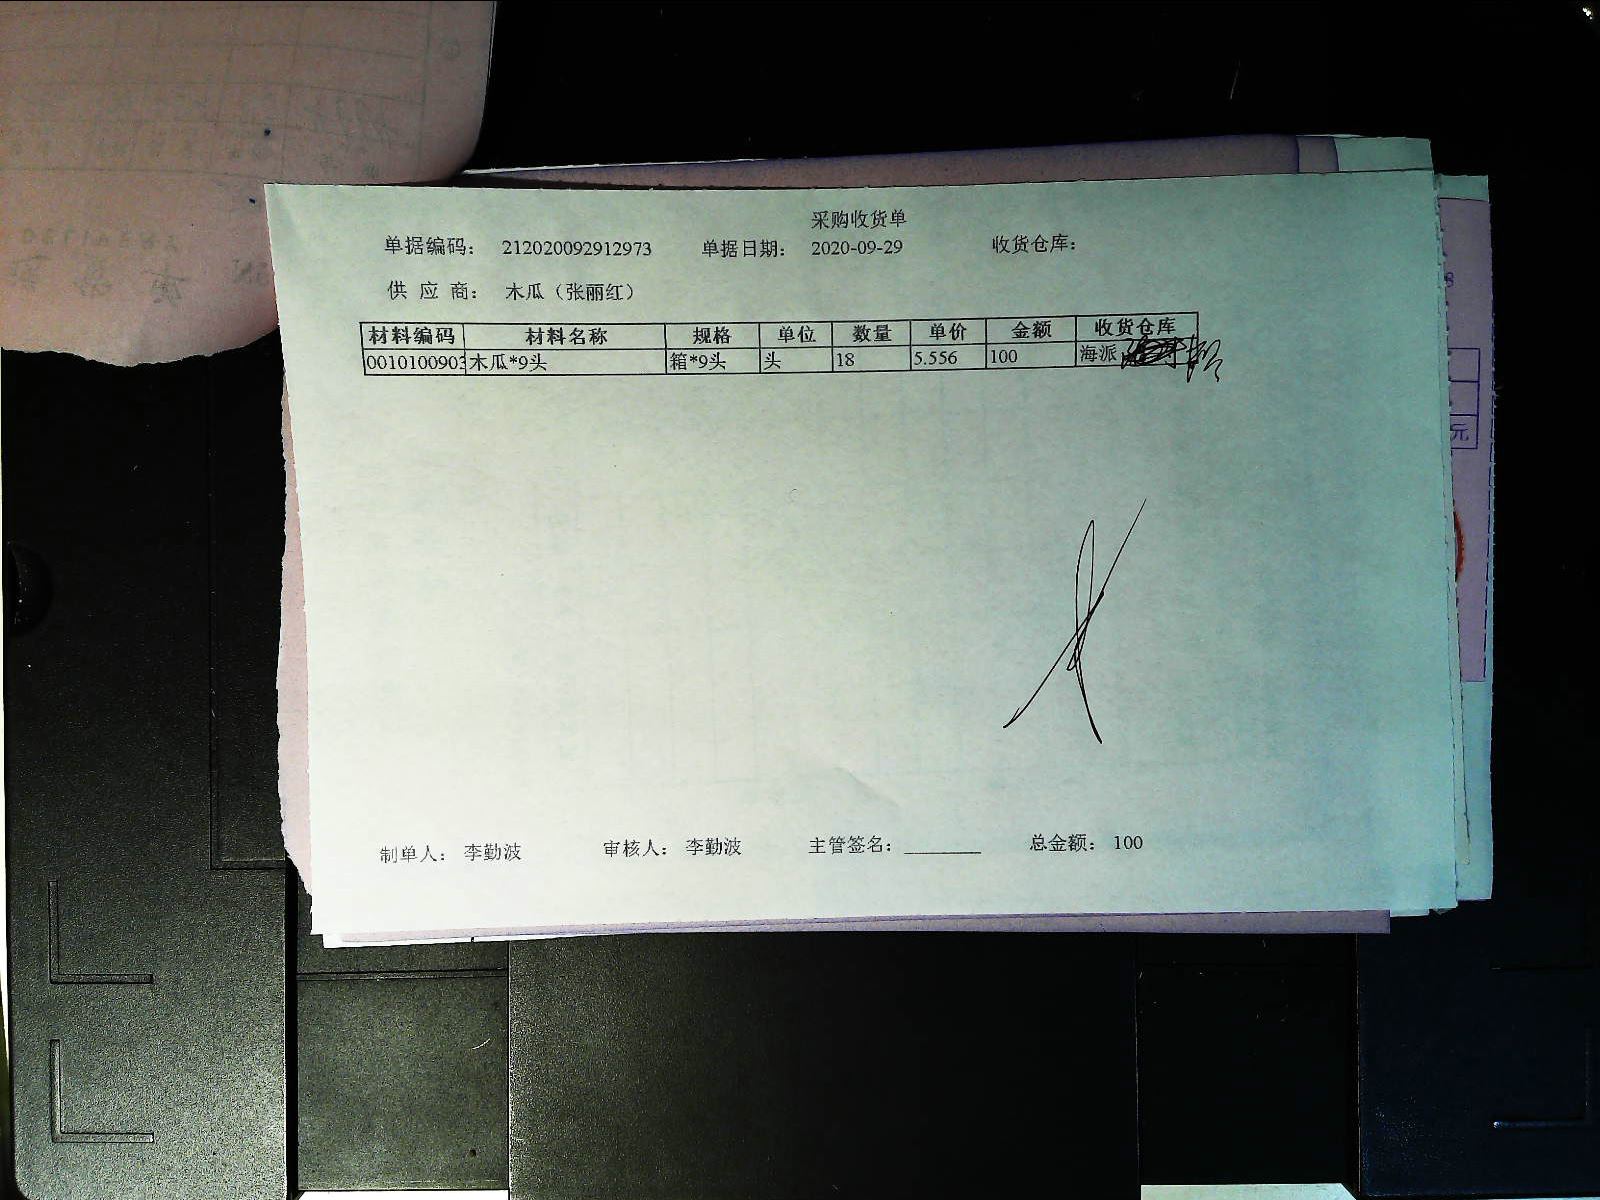 采购收货单
单据编码： 212020092912973 单据日期： 2020-09-29 收货仓库：
供 应 商： 木瓜（张丽红）
材料编码 材料名称 规格 单位 数量 单价 金额 收货仓库
0010100903 木瓜*9头 箱*9头 头 18 5.556 100 海派
制单人： 李勤波 审核人： 李勤波 主管签名：________ 总金额： 100
元